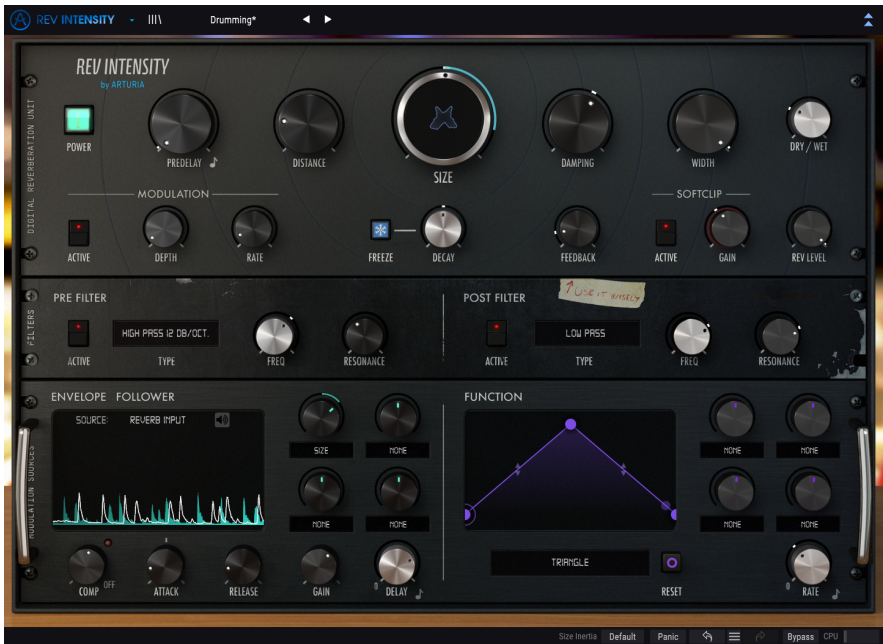 REV INTENSITY
Drumming*
REV INTENSITY
by ARTURIA
DIGITAL REVERBERATION UNIT
POWER
PREDELAY
DISTANCE
SIZE
DAMPING
WIDTH
DRY / WET
MODULATION
SOFTCLIP
ACTIVE
DEPTH
RATE
FREEZE
DECAY
FEEDBACK
ACTIVE
GAIN
REV LEVEL
FILTERS
PRE FILTER
POST FILTER
USE IT WISELY
HIGH PASS 12 DB/OCT.
LOW PASS
ACTIVE
TYPE
FREQ
RESONANCE
ACTIVE
TYPE
FREQ
RESONANCE
MODULATION SOURCES
ENVELOPE FOLLOWER
FUNCTION
SOURCE: REVERB INPUT
SIZE
NONE
NONE
NONE
NONE
NONE
NONE
NONE
TRIANGLE
COMP
OFF
ATTACK
RELEASE
GAIN
0
DELAY
RESET
0
RATE
Size Inertia
Default
Panic
Bypass
CPU